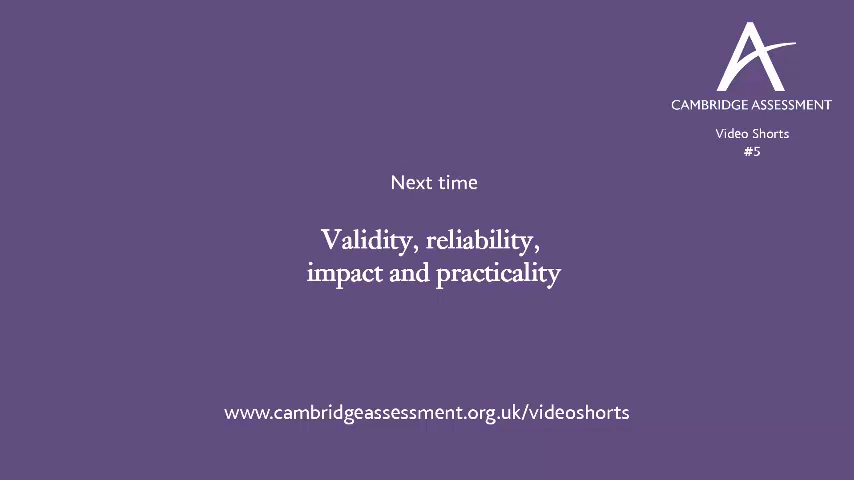 CAMBRIDGE ASSESSMENT
Video Shorts
#5
Next time
Validity, reliability,
impact and practicality
www.cambridgeassessment.org.uk/videoshorts